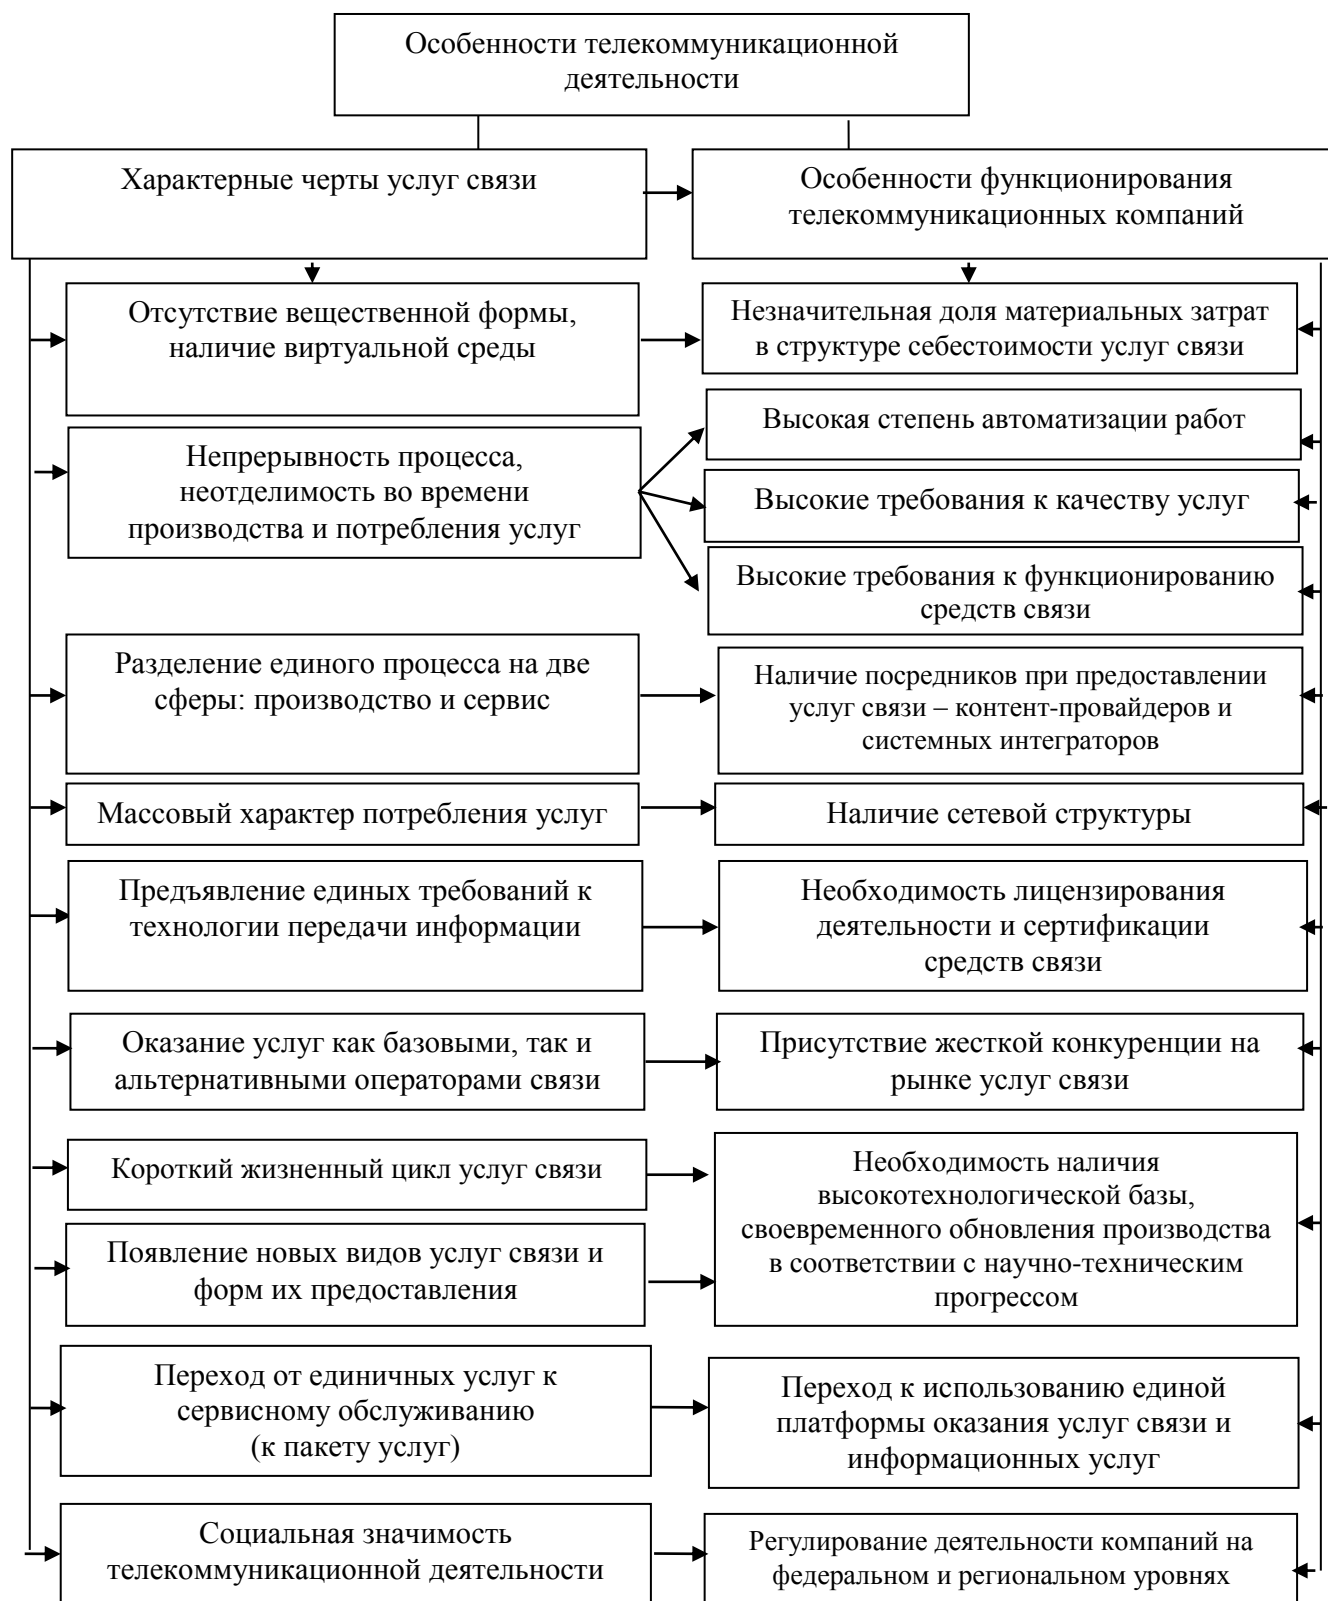 Особенности телекоммуникационной
деятельности
Характерные черты услуг связи
Особенности функционирования
телекоммуникационных компаний
Отсутствие вещественной формы,
наличие виртуальной среды
Незначительная доля материальных затрат
в структуре себестоимости услуг связи
Непрерывность процесса,
неотделимость во времени
производства и потребления услуг
Высокая степень автоматизации работ
Высокие требования к качеству услуг
Высокие требования к функционированию
средств связи
Разделение единого процесса на две
сферы: производство и сервис
Наличие посредников при предоставлении
услуг связи – контент-провайдеров и
системных интеграторов
Массовый характер потребления услуг
Наличие сетевой структуры
Предъявление единых требований к
технологии передачи информации
Необходимость лицензирования
деятельности и сертификации
средств связи
Оказание услуг как базовыми, так и
альтернативными операторами связи
Присутствие жесткой конкуренции на
рынке услуг связи
Короткий жизненный цикл услуг связи
Появление новых видов услуг связи и
форм их предоставления
Необходимость наличия
высокотехнологической базы,
своевременного обновления производства
в соответствии с научно-техническим
прогрессом
Переход от единичных услуг к
сервисному обслуживанию
(к пакету услуг)
Переход к использованию единой
платформы оказания услуг связи и
информационных услуг
Социальная значимость
телекоммуникационной деятельности
Регулирование деятельности компаний на
федеральном и региональном уровнях